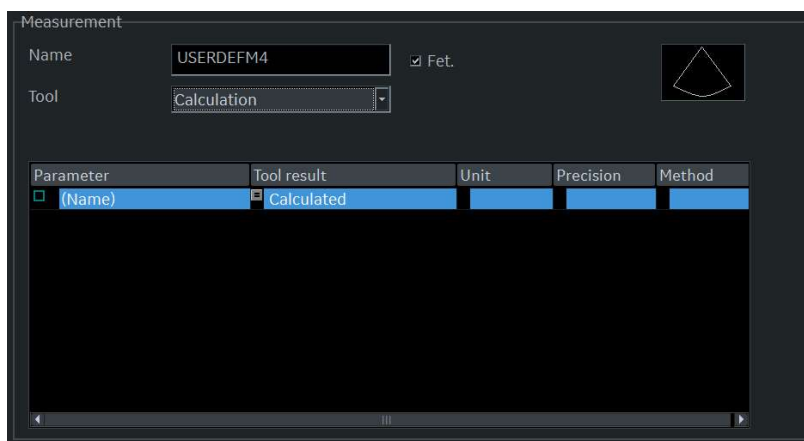 Measurement
Name USERDEFM4 Fet.
Tool Calculation
Parameter Tool result Unit Precision Method
(Name) = Calculated